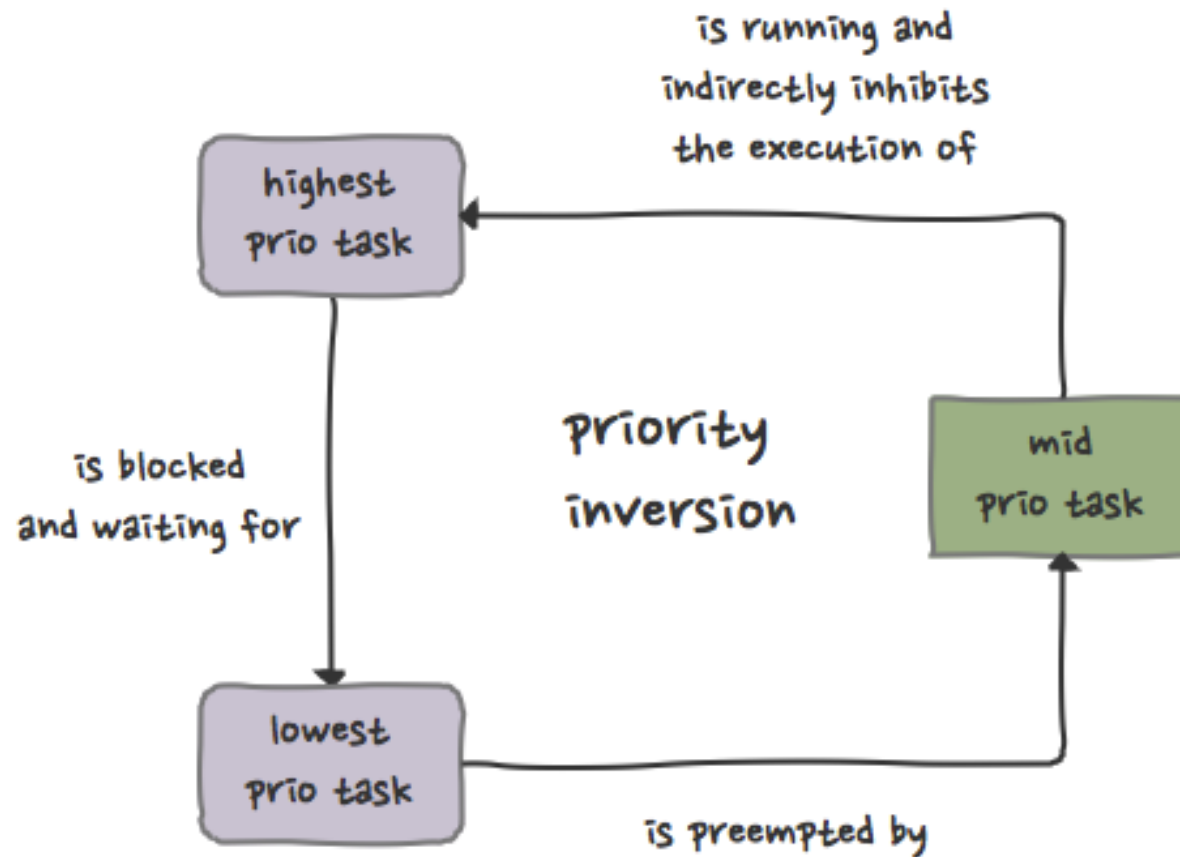 is running and
indirectly inhibits
the execution of
highest
prio task
priority
inversion
mid
prio task
is blocked
and waiting for
lowest
prio task
is preempted by